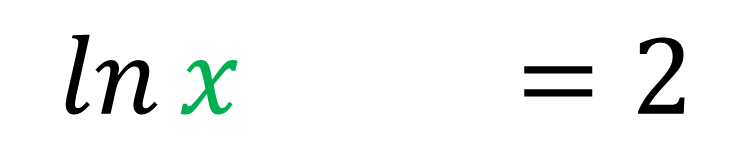 ln x = 2